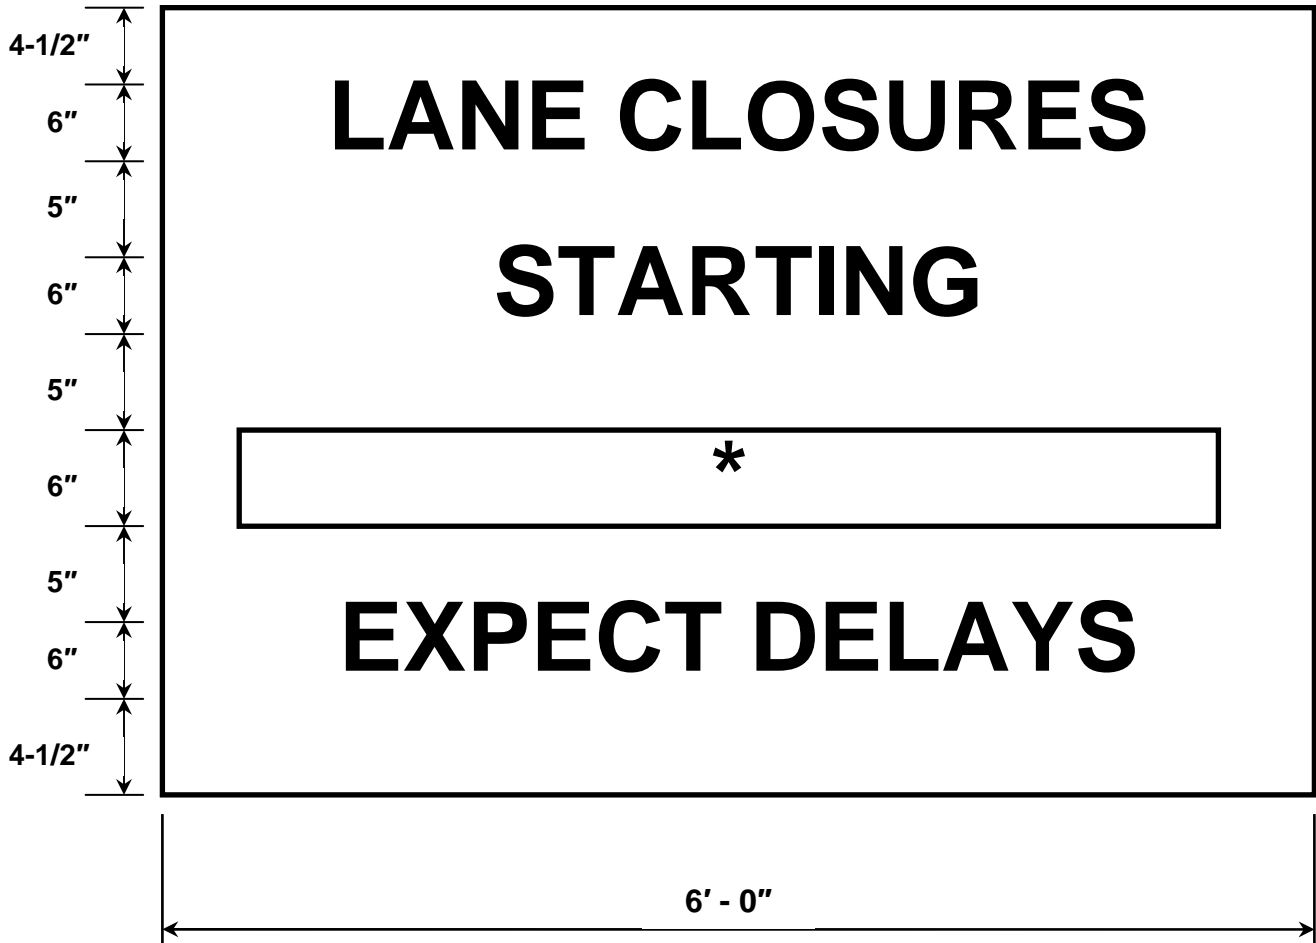 4-1/2″
LANE CLOSURES
6″
5″
STARTING
6″
5″
*
6″
5″
EXPECT DELAYS
6″
4-1/2″
6′ - 0″